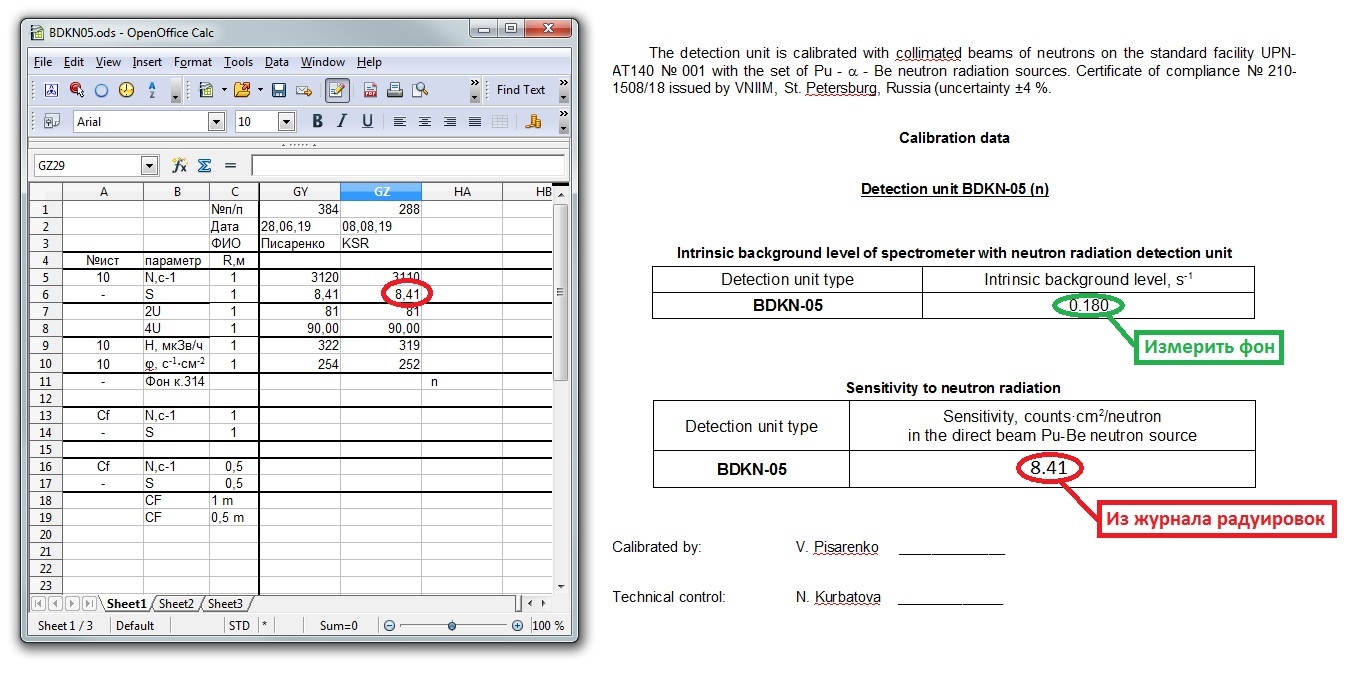 BDKN05.ods - OpenOffice Calc
File Edit View Insert Format Tools Data Window Help
Find Text
Arial 10 B I U
GZ29
A B C GY GZ HA HB
1 №п/п 384 288
2 Дата 28,06,19 08,08,19
3 ФИО Писаренко KSR
4 №ист параметр R,м
5 10 N,с-1 1 3120 3110
6 - S 1 8,41 8,41
7 2U 1 81 81
8 4U 1 90,00 90,00
9 10 Н, мкЗв/ч 1 322 319
10 10 φ, с-1·см-2 1 254 252
11 - Фон к.314 n
12
13 Cf N,с-1 1
14 - S 1
15
16 Cf N,с-1 0,5
17 - S 0,5
18 CF 1 m
19 CF 0,5 m
20
21
22
23
Sheet1 Sheet2 Sheet3
Sheet 1 / 3 Default STD * Sum=0 100 %
The detection unit is calibrated with collimated beams of neutrons on the standard facility UPN-
AT140 № 001 with the set of Pu - α - Be neutron radiation sources. Certificate of compliance № 210-
1508/18 issued by VNIIM, St. Petersburg, Russia (uncertainty ±4 %.
Calibration data
Detection unit BDKN-05 (n)
Intrinsic background level of spectrometer with neutron radiation detection unit
Detection unit type Intrinsic background level, s-1
BDKN-05 0.180
Измерить фон
Sensitivity to neutron radiation
Detection unit type Sensitivity, counts·cm2/neutron
in the direct beam Pu-Be neutron source
BDKN-05 8.41
Из журнала радуировок
Calibrated by: V. Pisarenko _____________
Technical control: N. Kurbatova _____________